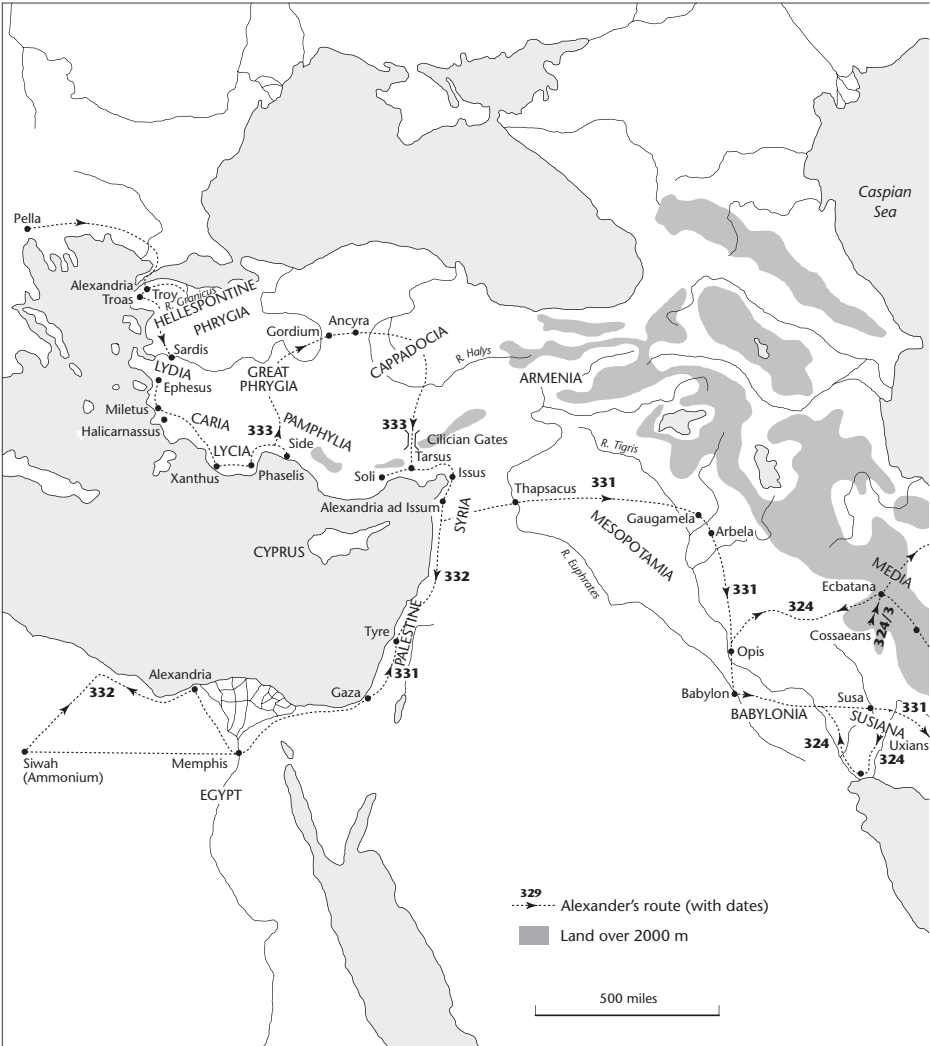 Caspian
Sea
Pella
Alexandria
Troas
Troy
R. Granicus
HELLESPONTINE
PHRYGIA
Sardis
LYDIA
Ephesus
Miletus
Halicarnassus
CARIA
LYCIA
Xanthus
Phaselis
333
Side
PAMPHYLIA
GREAT
PHRYGIA
Gordium
Ancyra
CAPPADOCIA
R. Halys
ARMENIA
333
Cilician Gates
Tarsus
Soli
Issus
Alexandria ad Issum
SYRIA
CYPRUS
R. Tigris
Thapsacus
331
Gaugamela
Arbela
MESOPOTAMIA
R. Euphrates
332
331
MEDIA
Ecbatana
324
Cossaeans
324/3
Tyre
PALESTINE
331
Opis
Alexandria
332
Gaza
Babylon
BABYLONIA
Susa
SUSIANA
331
Uxians
324
324
Siwah
(Ammonium)
Memphis
EGYPT
329
Alexander's route (with dates)
Land over 2000 m
500 miles